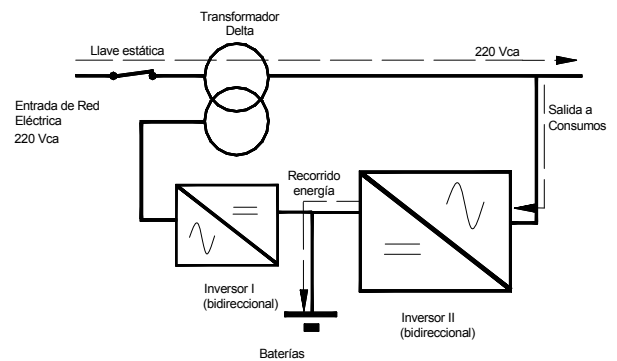 Transformador
Delta
Llave estática
220 Vca
Entrada de Red
Eléctrica
220 Vca
Salida a
Consumos
Recorrido
energía
Inversor I
(bidireccional)
Inversor II
(bidireccional)
Baterías